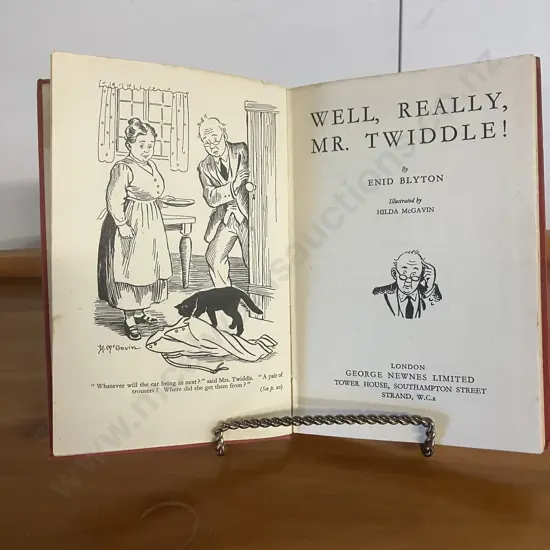 H McGavin
"Whatever will the cat bring in next?" said Mrs. Twiddle. "A pair of
trousers! Where did she get them from?"
(See p. 20)
WELL, REALLY,
MR. TWIDDLE!
By
ENID BLYTON
Illustrated by
HILDA McGAVIN
LONDON
GEORGE NEWNES LIMITED
TOWER HOUSE, SOUTHAMPTON STREET
STRAND, W.C.2